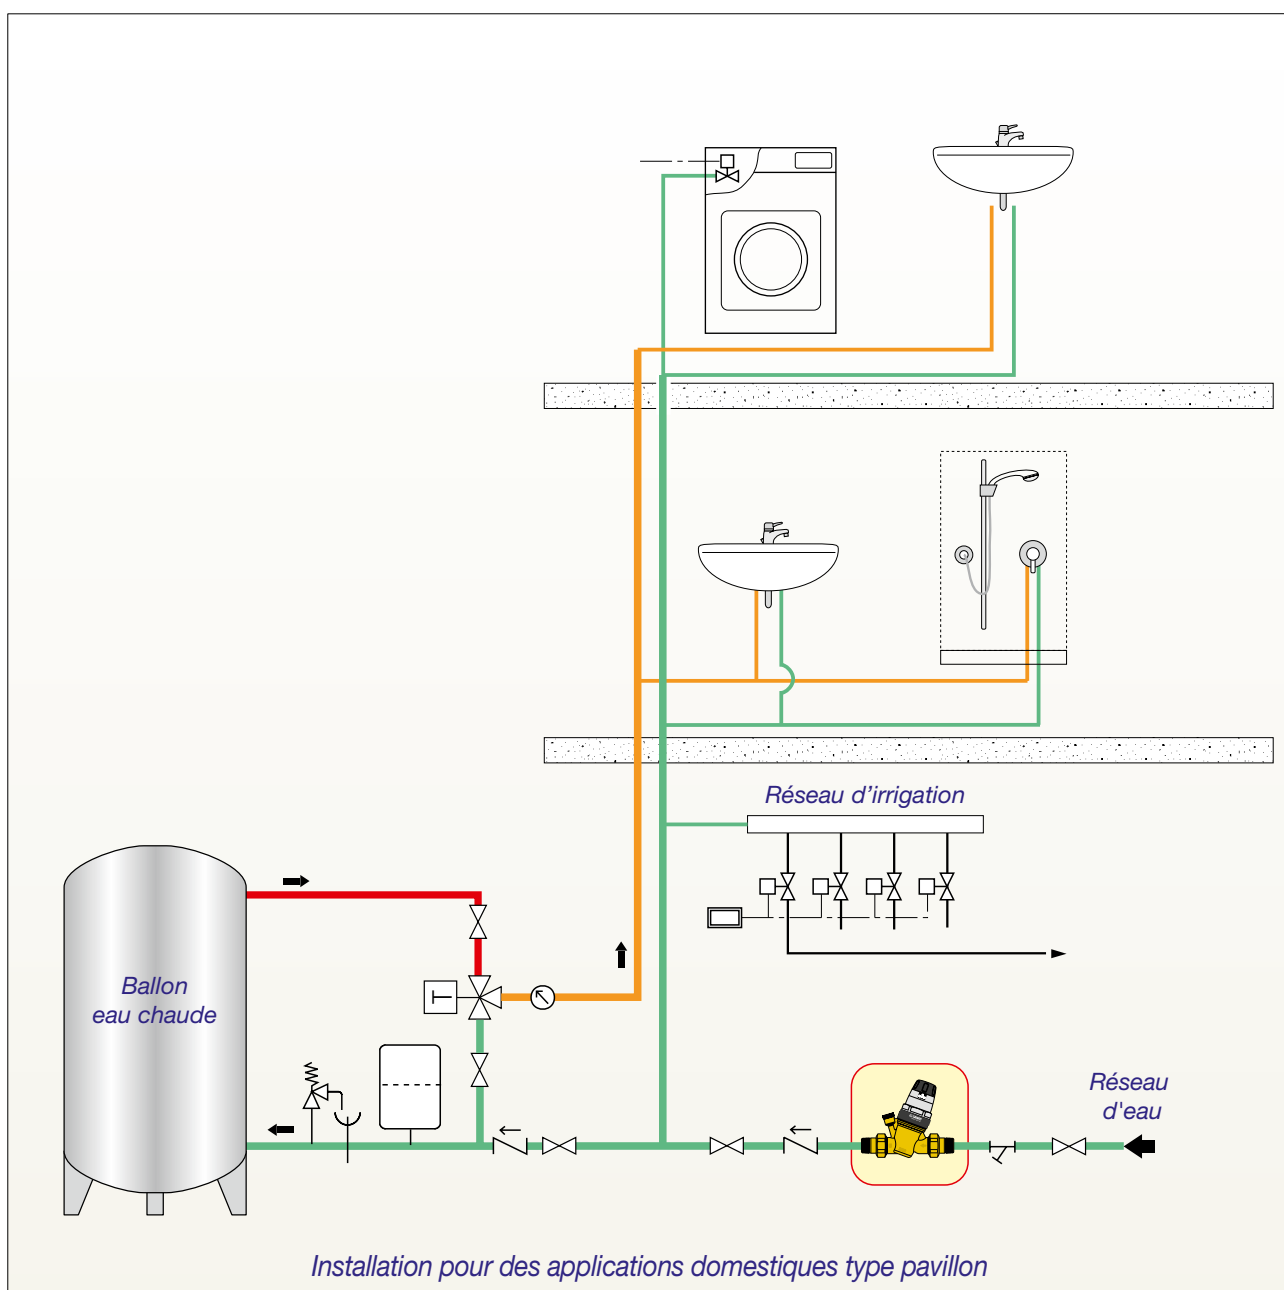 Réseau d’irrigation
Ballon
eau chaude
T
Réseau
d'eau
Installation pour des applications domestiques type pavillon